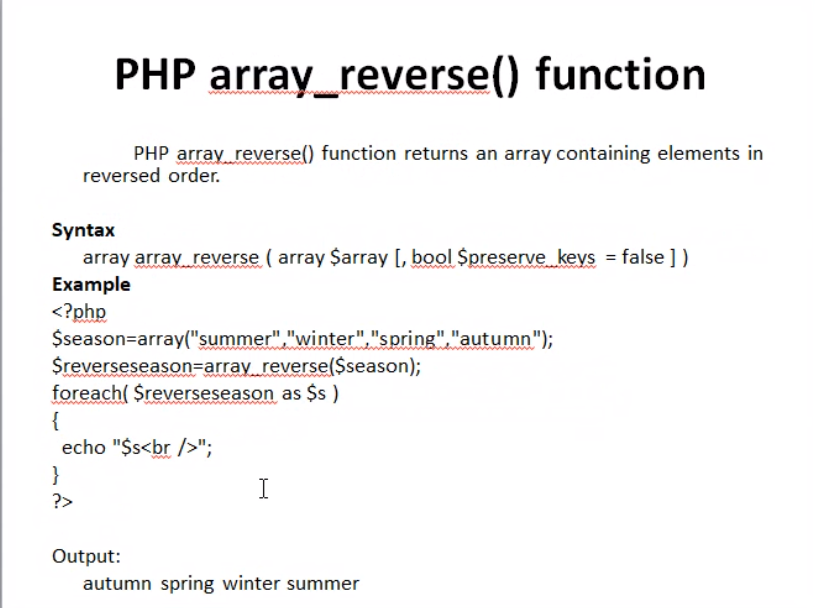 PHP array_reverse() function
PHP array_reverse() function returns an array containing elements in
reversed order.
Syntax
array array_reverse ( array $array [, bool $preserve_keys = false ] )
Example
<?php
$season=array("summer","winter","spring","autumn");
$reverseseason=array_reverse($season);
foreach( $reverseseason as $s )
{
echo "$s<br />";
}
?>
Output:
autumn spring winter summer